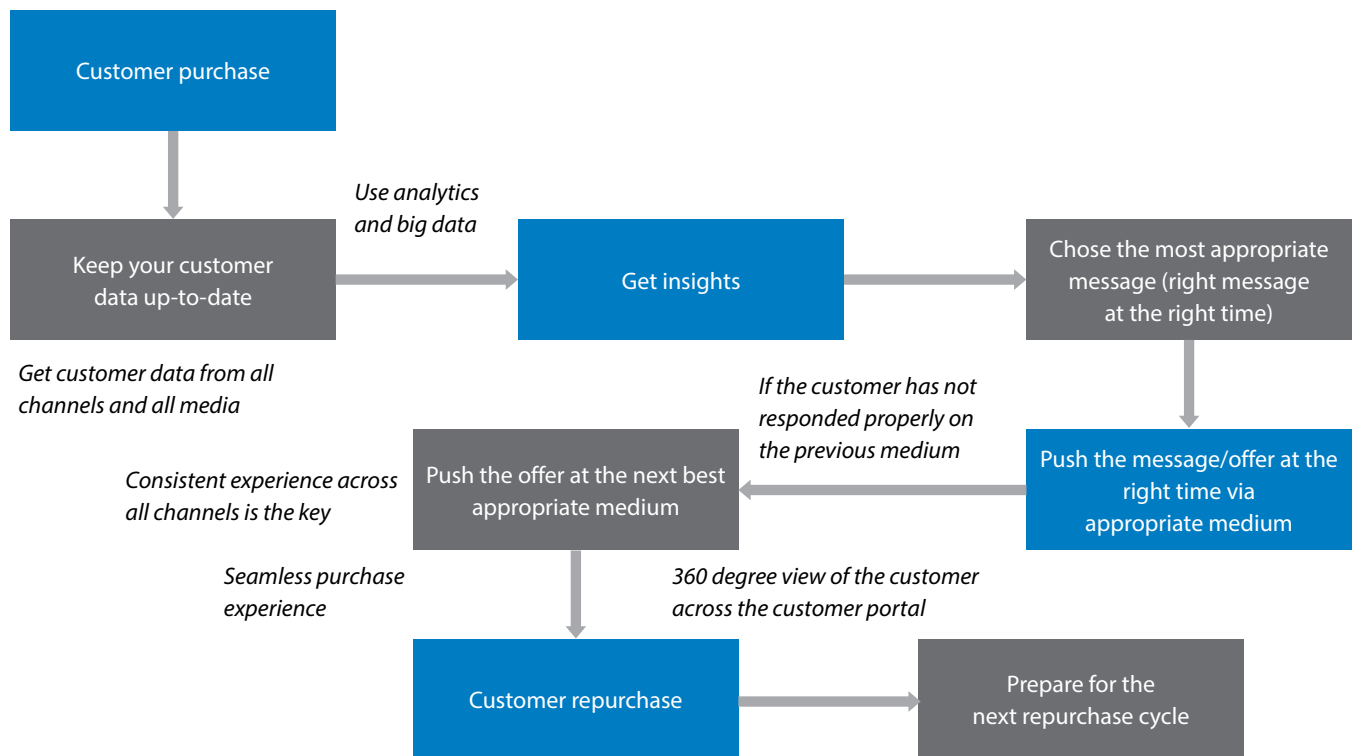 Customer purchase
Use analytics
and big data
Keep your customer
data up-to-date
Get insights
Chose the most appropriate
message (right message
at the right time)
Get customer data from all
channels and all media
If the customer has not
responded properly on
the previous medium
Push the message/offer at the
right time via
appropriate medium
Push the offer at the next best
appropriate medium
Consistent experience across
all channels is the key
Seamless purchase
experience
360 degree view of the customer
across the customer portal
Customer repurchase
Prepare for the
next repurchase cycle